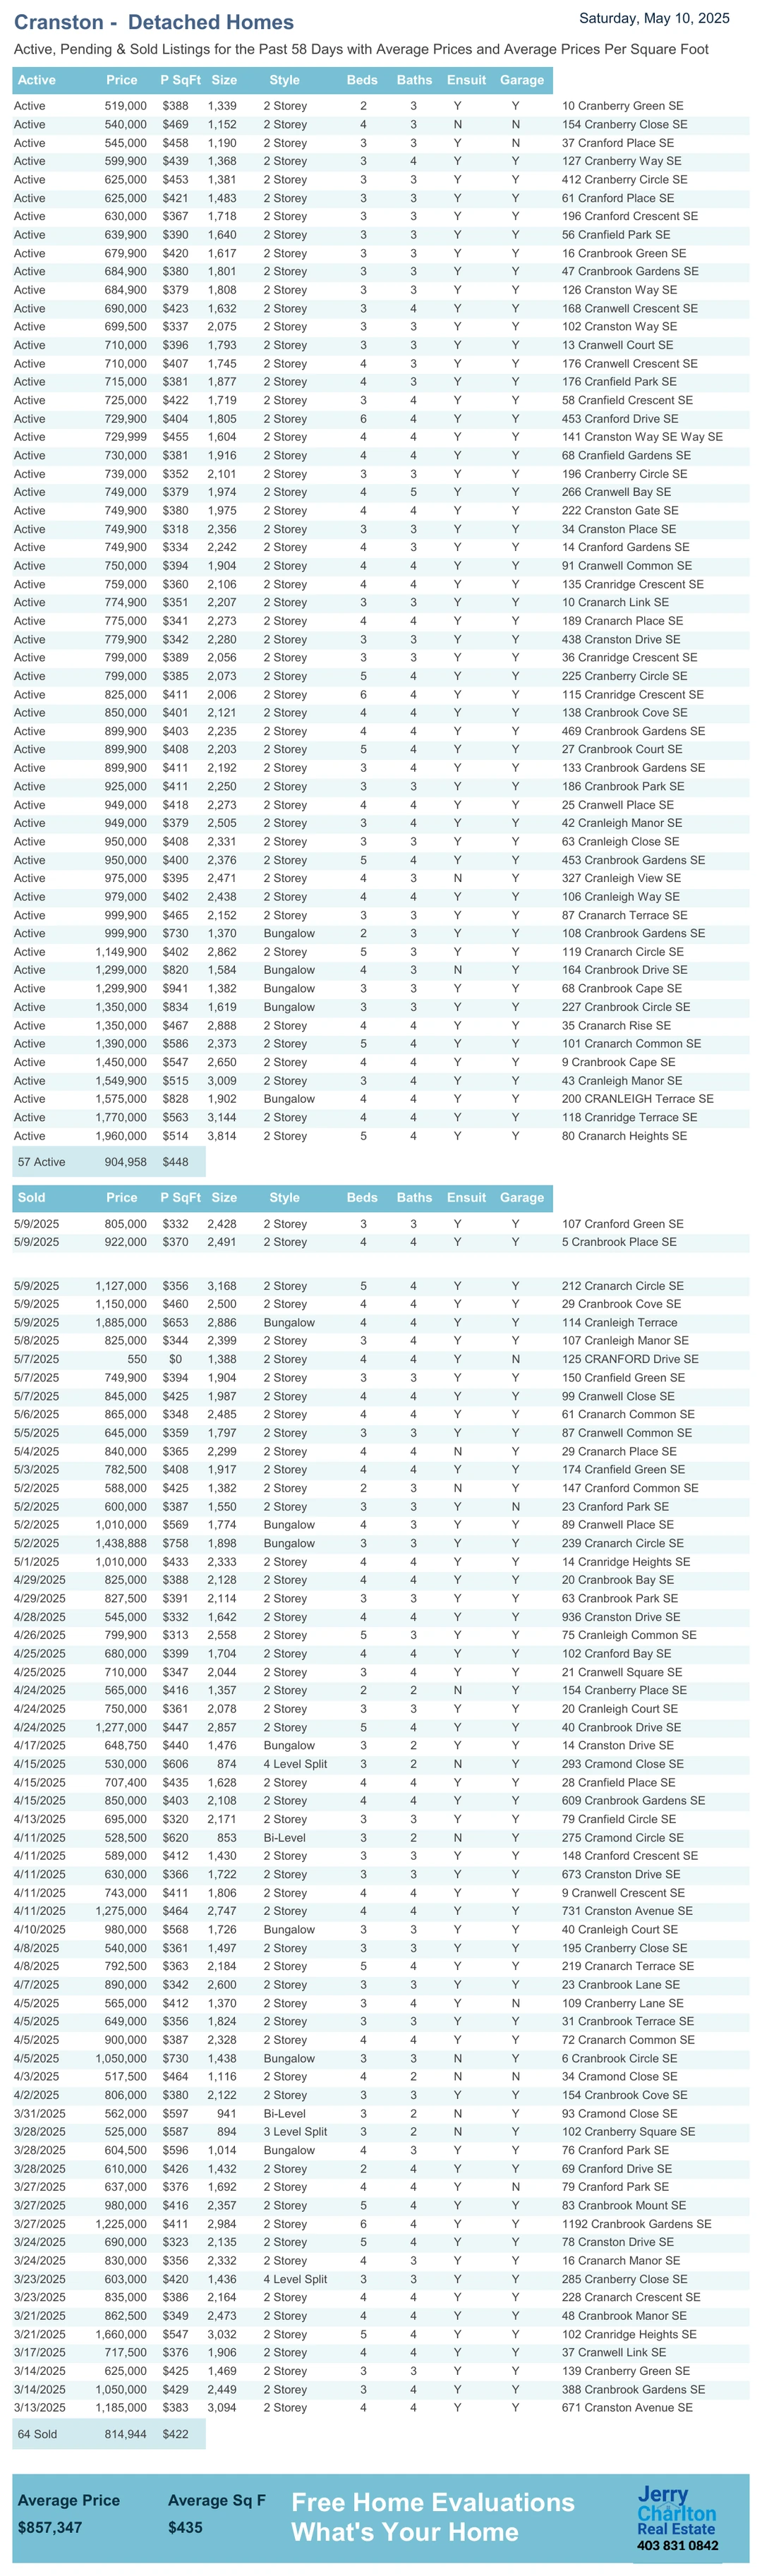 Cranston - Detached Homes Saturday, May 10, 2025
Active, Pending & Sold Listings for the Past 58 Days with Average Prices and Average Prices Per Square Foot
Active Price P SqFt Size Style Beds Baths Ensuit Garage
Active 519,000 $388 1,339 2 Storey 2 3 Y Y 10 Cranberry Green SE
Active 540,000 $469 1,152 2 Storey 4 3 N N 154 Cranberry Close SE
Active 545,000 $458 1,190 2 Storey 3 3 Y N 37 Cranford Place SE
Active 599,900 $439 1,368 2 Storey 3 4 Y Y 127 Cranberry Way SE
Active 625,000 $453 1,381 2 Storey 3 3 Y Y 412 Cranberry Circle SE
Active 625,000 $421 1,483 2 Storey 3 3 Y Y 61 Cranford Place SE
Active 630,000 $367 1,718 2 Storey 3 3 Y Y 196 Cranford Crescent SE
Active 639,900 $390 1,640 2 Storey 3 3 Y Y 56 Cranfield Park SE
Active 679,900 $420 1,617 2 Storey 3 3 Y Y 16 Cranbrook Green SE
Active 684,900 $380 1,801 2 Storey 3 3 Y Y 47 Cranbrook Gardens SE
Active 684,900 $379 1,808 2 Storey 3 3 Y Y 126 Cranston Way SE
Active 690,000 $423 1,632 2 Storey 3 4 Y Y 168 Cranwell Crescent SE
Active 699,500 $337 2,075 2 Storey 3 3 Y Y 102 Cranston Way SE
Active 710,000 $396 1,793 2 Storey 3 3 Y Y 13 Cranwell Court SE
Active 710,000 $407 1,745 2 Storey 4 3 Y Y 176 Cranwell Crescent SE
Active 715,000 $381 1,877 2 Storey 4 3 Y Y 176 Cranfield Park SE
Active 725,000 $422 1,719 2 Storey 3 4 Y Y 58 Cranfield Crescent SE
Active 729,900 $404 1,805 2 Storey 6 4 Y Y 453 Cranford Drive SE
Active 729,999 $455 1,604 2 Storey 4 4 Y Y 141 Cranston Way SE Way SE
Active 730,000 $381 1,916 2 Storey 4 4 Y Y 68 Cranfield Gardens SE
Active 739,000 $352 2,101 2 Storey 3 3 Y Y 196 Cranberry Circle SE
Active 749,000 $379 1,974 2 Storey 4 5 Y Y 266 Cranwell Bay SE
Active 749,900 $380 1,975 2 Storey 4 4 Y Y 222 Cranston Gate SE
Active 749,900 $318 2,356 2 Storey 3 3 Y Y 34 Cranston Place SE
Active 749,900 $334 2,242 2 Storey 4 3 Y Y 14 Cranford Gardens SE
Active 750,000 $394 1,904 2 Storey 4 4 Y Y 91 Cranwell Common SE
Active 759,000 $360 2,106 2 Storey 4 4 Y Y 135 Cranridge Crescent SE
Active 774,900 $351 2,207 2 Storey 3 3 Y Y 10 Cranarch Link SE
Active 775,000 $341 2,273 2 Storey 4 4 Y Y 189 Cranarch Place SE
Active 779,900 $342 2,280 2 Storey 3 3 Y Y 438 Cranston Drive SE
Active 799,000 $389 2,056 2 Storey 3 3 Y Y 36 Cranridge Crescent SE
Active 799,000 $385 2,073 2 Storey 5 4 Y Y 225 Cranberry Circle SE
Active 825,000 $411 2,006 2 Storey 6 4 Y Y 115 Cranridge Crescent SE
Active 850,000 $401 2,121 2 Storey 4 4 Y Y 138 Cranbrook Cove SE
Active 899,900 $403 2,235 2 Storey 4 4 Y Y 469 Cranbrook Gardens SE
Active 899,900 $408 2,203 2 Storey 5 4 Y Y 27 Cranbrook Court SE
Active 899,900 $411 2,192 2 Storey 3 4 Y Y 133 Cranbrook Gardens SE
Active 925,000 $411 2,250 2 Storey 3 3 Y Y 186 Cranbrook Park SE
Active 949,000 $418 2,273 2 Storey 4 4 Y Y 25 Cranwell Place SE
Active 949,000 $379 2,505 2 Storey 3 4 Y Y 42 Cranleigh Manor SE
Active 950,000 $408 2,331 2 Storey 3 3 Y Y 63 Cranleigh Close SE
Active 950,000 $400 2,376 2 Storey 5 4 Y Y 453 Cranbrook Gardens SE
Active 975,000 $395 2,471 2 Storey 4 3 N Y 327 Cranleigh View SE
Active 979,000 $402 2,438 2 Storey 4 4 Y Y 106 Cranleigh Way SE
Active 999,900 $465 2,152 2 Storey 3 3 Y Y 87 Cranarch Terrace SE
Active 999,900 $730 1,370 Bungalow 2 3 Y Y 108 Cranbrook Gardens SE
Active 1,149,900 $402 2,862 2 Storey 5 3 Y Y 119 Cranarch Circle SE
Active 1,299,000 $820 1,584 Bungalow 4 3 N Y 164 Cranbrook Drive SE
Active 1,299,900 $941 1,382 Bungalow 3 3 Y Y 68 Cranbrook Cape SE
Active 1,350,000 $834 1,619 Bungalow 3 3 Y Y 227 Cranbrook Circle SE
Active 1,350,000 $467 2,888 2 Storey 4 4 Y Y 35 Cranarch Rise SE
Active 1,390,000 $586 2,373 2 Storey 5 4 Y Y 101 Cranarch Common SE
Active 1,450,000 $547 2,650 2 Storey 4 4 Y Y 9 Cranbrook Cape SE
Active 1,549,900 $515 3,009 2 Storey 3 4 Y Y 43 Cranleigh Manor SE
Active 1,575,000 $828 1,902 Bungalow 4 4 Y Y 200 CRANLEIGH Terrace SE
Active 1,770,000 $563 3,144 2 Storey 4 4 Y Y 118 Cranridge Terrace SE
Active 1,960,000 $514 3,814 2 Storey 5 4 Y Y 80 Cranarch Heights SE
57 Active 904,958 $448
Sold Price P SqFt Size Style Beds Baths Ensuit Garage
5/9/2025 805,000 $332 2,428 2 Storey 3 3 Y Y 107 Cranford Green SE
5/9/2025 922,000 $370 2,491 2 Storey 4 4 Y Y 5 Cranbrook Place SE
5/9/2025 1,127,000 $356 3,168 2 Storey 5 4 Y Y 212 Cranarch Circle SE
5/9/2025 1,150,000 $460 2,500 2 Storey 4 4 Y Y 29 Cranbrook Cove SE
5/9/2025 1,885,000 $653 2,886 Bungalow 4 4 Y Y 114 Cranleigh Terrace
5/8/2025 825,000 $344 2,399 2 Storey 3 4 Y Y 107 Cranleigh Manor SE
5/7/2025 550 $0 1,388 2 Storey 4 4 Y N 125 CRANFORD Drive SE
5/7/2025 749,900 $394 1,904 2 Storey 3 3 Y Y 150 Cranfield Green SE
5/7/2025 845,000 $425 1,987 2 Storey 4 4 Y Y 99 Cranwell Close SE
5/6/2025 865,000 $348 2,485 2 Storey 4 4 Y Y 61 Cranarch Common SE
5/5/2025 645,000 $359 1,797 2 Storey 3 3 Y Y 87 Cranwell Common SE
5/4/2025 840,000 $365 2,299 2 Storey 4 4 N Y 29 Cranarch Place SE
5/3/2025 782,500 $408 1,917 2 Storey 4 4 Y Y 174 Cranfield Green SE
5/2/2025 588,000 $425 1,382 2 Storey 2 3 N Y 147 Cranford Common SE
5/2/2025 600,000 $387 1,550 2 Storey 3 3 Y N 23 Cranford Park SE
5/2/2025 1,010,000 $569 1,774 Bungalow 4 3 Y Y 89 Cranwell Place SE
5/2/2025 1,438,888 $758 1,898 Bungalow 3 3 Y Y 239 Cranarch Circle SE
5/1/2025 1,010,000 $433 2,333 2 Storey 4 4 Y Y 14 Cranridge Heights SE
4/29/2025 825,000 $388 2,128 2 Storey 4 4 Y Y 20 Cranbrook Bay SE
4/29/2025 827,500 $391 2,114 2 Storey 3 3 Y Y 63 Cranbrook Park SE
4/28/2025 545,000 $332 1,642 2 Storey 4 4 Y Y 936 Cranston Drive SE
4/26/2025 799,900 $313 2,558 2 Storey 5 3 Y Y 75 Cranleigh Common SE
4/25/2025 680,000 $399 1,704 2 Storey 4 4 Y Y 102 Cranford Bay SE
4/25/2025 710,000 $347 2,044 2 Storey 3 4 Y Y 21 Cranwell Square SE
4/24/2025 565,000 $416 1,357 2 Storey 2 2 N Y 154 Cranberry Place SE
4/24/2025 750,000 $361 2,078 2 Storey 3 3 Y Y 20 Cranleigh Court SE
4/24/2025 1,277,000 $447 2,857 2 Storey 5 4 Y Y 40 Cranbrook Drive SE
4/17/2025 648,750 $440 1,476 Bungalow 3 2 Y Y 14 Cranston Drive SE
4/15/2025 530,000 $606 874 4 Level Split 3 2 N Y 293 Cramond Close SE
4/15/2025 707,400 $435 1,628 2 Storey 4 4 Y Y 28 Cranfield Place SE
4/15/2025 850,000 $403 2,108 2 Storey 4 4 Y Y 609 Cranbrook Gardens SE
4/13/2025 695,000 $320 2,171 2 Storey 3 3 Y Y 79 Cranfield Circle SE
4/11/2025 528,500 $620 853 Bi-Level 3 2 N Y 275 Cramond Circle SE
4/11/2025 589,000 $412 1,430 2 Storey 3 3 Y Y 148 Cranford Crescent SE
4/11/2025 630,000 $366 1,722 2 Storey 3 3 Y Y 673 Cranston Drive SE
4/11/2025 743,000 $411 1,806 2 Storey 4 4 Y Y 9 Cranwell Crescent SE
4/11/2025 1,275,000 $464 2,747 2 Storey 4 4 Y Y 731 Cranston Avenue SE
4/10/2025 980,000 $568 1,726 Bungalow 3 3 Y Y 40 Cranleigh Court SE
4/8/2025 540,000 $361 1,497 2 Storey 3 3 Y Y 195 Cranberry Close SE
4/8/2025 792,500 $363 2,184 2 Storey 5 4 Y Y 219 Cranarch Terrace SE
4/7/2025 890,000 $342 2,600 2 Storey 3 3 Y Y 23 Cranbrook Lane SE
4/5/2025 565,000 $412 1,370 2 Storey 3 4 Y N 109 Cranberry Lane SE
4/5/2025 649,000 $356 1,824 2 Storey 3 3 Y Y 31 Cranbrook Terrace SE
4/5/2025 900,000 $387 2,328 2 Storey 4 4 Y Y 72 Cranarch Common SE
4/5/2025 1,050,000 $730 1,438 Bungalow 3 3 N Y 6 Cranbrook Circle SE
4/3/2025 517,500 $464 1,116 2 Storey 4 2 N N 34 Cramond Close SE
4/2/2025 806,000 $380 2,122 2 Storey 3 3 Y Y 154 Cranbrook Cove SE
3/31/2025 562,000 $597 941 Bi-Level 3 2 N Y 93 Cramond Close SE
3/28/2025 525,000 $587 894 3 Level Split 3 2 N Y 102 Cranberry Square SE
3/28/2025 604,500 $596 1,014 Bungalow 4 3 Y Y 76 Cranford Park SE
3/28/2025 610,000 $426 1,432 2 Storey 2 4 Y Y 69 Cranford Drive SE
3/27/2025 637,000 $376 1,692 2 Storey 4 4 Y N 79 Cranford Park SE
3/27/2025 980,000 $416 2,357 2 Storey 5 4 Y Y 83 Cranbrook Mount SE
3/27/2025 1,225,000 $411 2,984 2 Storey 6 4 Y Y 1192 Cranbrook Gardens SE
3/24/2025 690,000 $323 2,135 2 Storey 5 4 Y Y 78 Cranston Drive SE
3/24/2025 830,000 $356 2,332 2 Storey 4 3 Y Y 16 Cranarch Manor SE
3/23/2025 603,000 $420 1,436 4 Level Split 3 3 Y Y 285 Cranberry Close SE
3/23/2025 835,000 $386 2,164 2 Storey 4 4 Y Y 228 Cranarch Crescent SE
3/21/2025 862,500 $349 2,473 2 Storey 4 4 Y Y 48 Cranbrook Manor SE
3/21/2025 1,660,000 $547 3,032 2 Storey 5 4 Y Y 102 Cranridge Heights SE
3/17/2025 717,500 $376 1,906 2 Storey 4 4 Y Y 37 Cranwell Link SE
3/14/2025 625,000 $425 1,469 2 Storey 3 3 Y Y 139 Cranberry Green SE
3/14/2025 1,050,000 $429 2,449 2 Storey 3 4 Y Y 388 Cranbrook Gardens SE
3/13/2025 1,185,000 $383 3,094 2 Storey 4 4 Y Y 671 Cranston Avenue SE
64 Sold 814,944 $422
Average Price Average Sq F
$857,347 $435
Free Home Evaluations
What's Your Home
Jerry
Charlton
Real Estate
403 831 0842